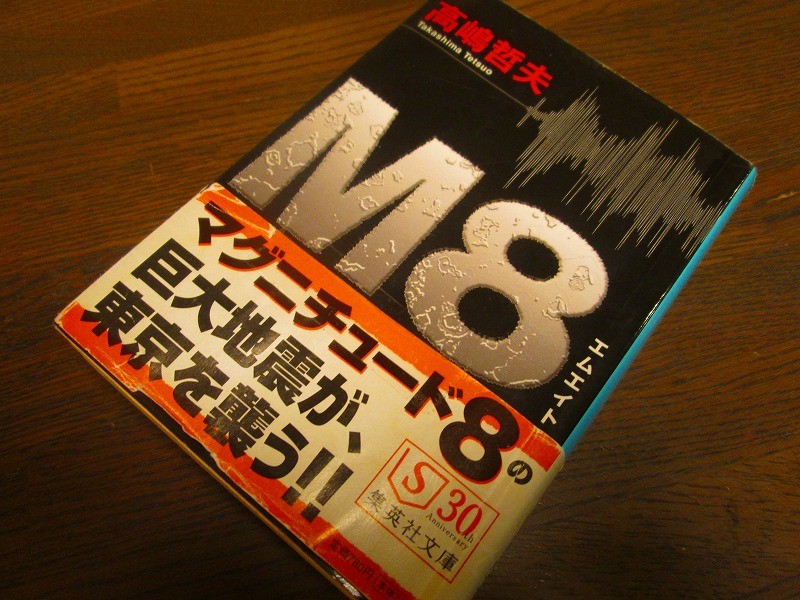 高嶋哲夫
Takashima Tetsuo
M8
エムエイト
マグニチュード8の
巨大地震が、
東京を襲う!!
S
30th
Anniversary
集英社文庫